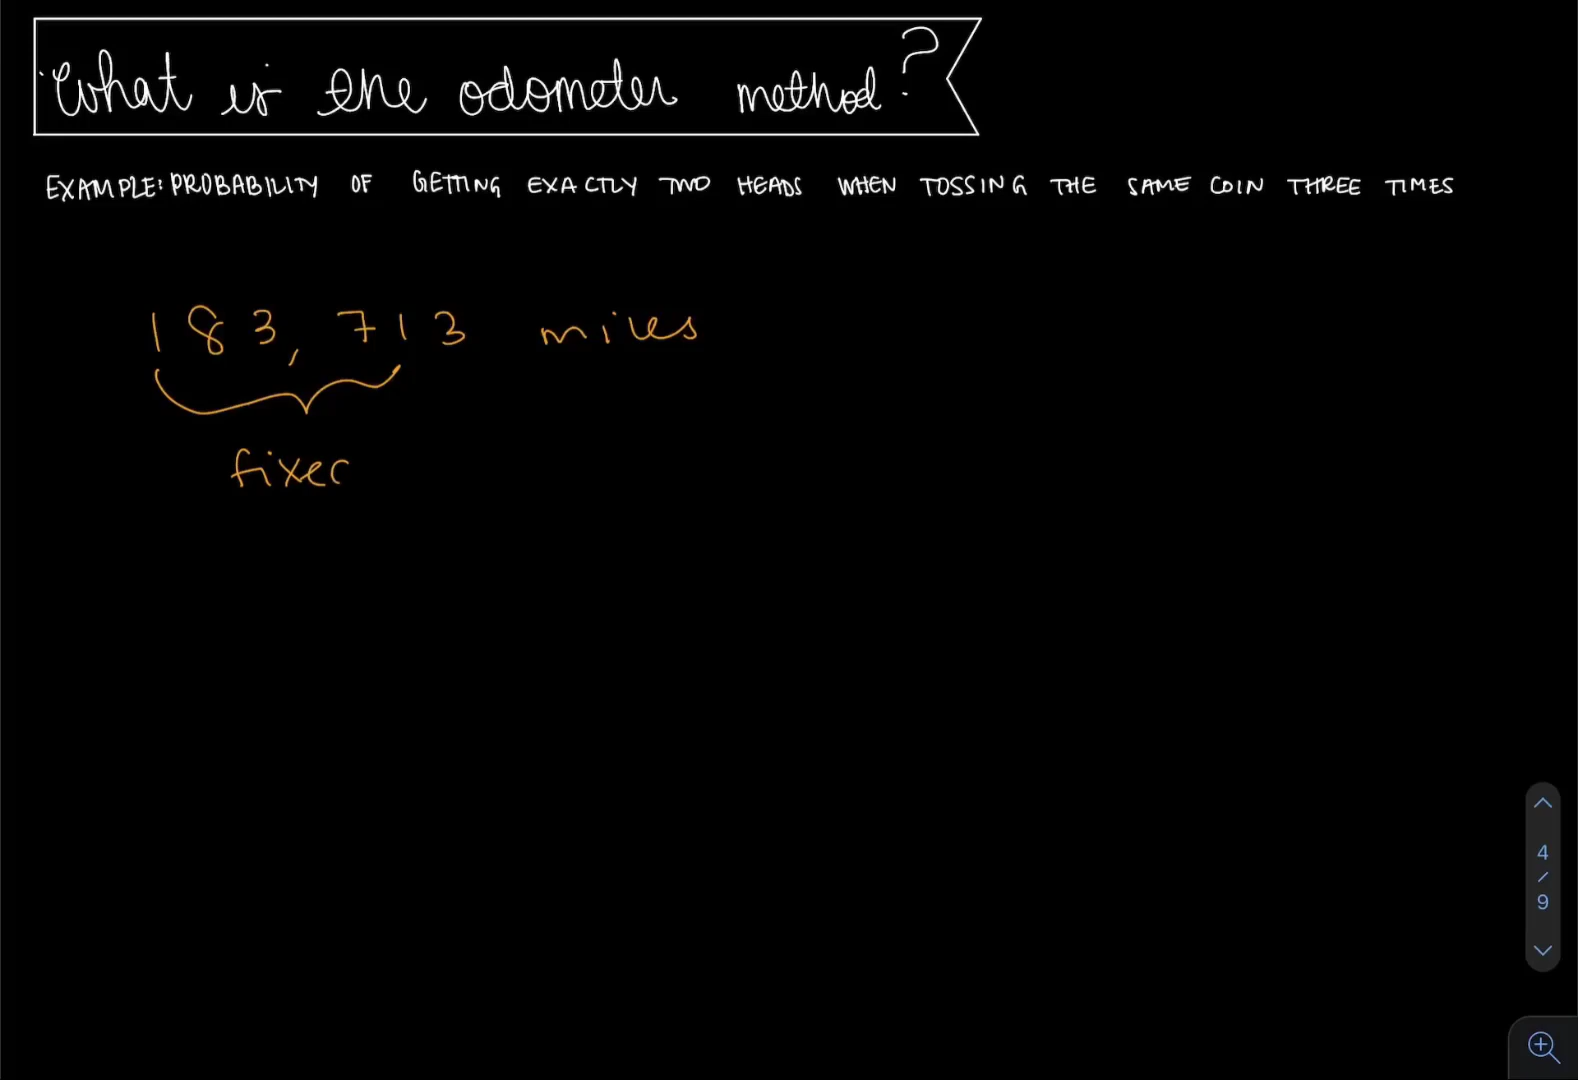 What is the odometer method?
EXAMPLE: PROBABILITY OF GETTING EXACTLY TWO HEADS WHEN TOSSING THE SAME COIN THREE TIMES
183,713 miles
fixec
4
/
9